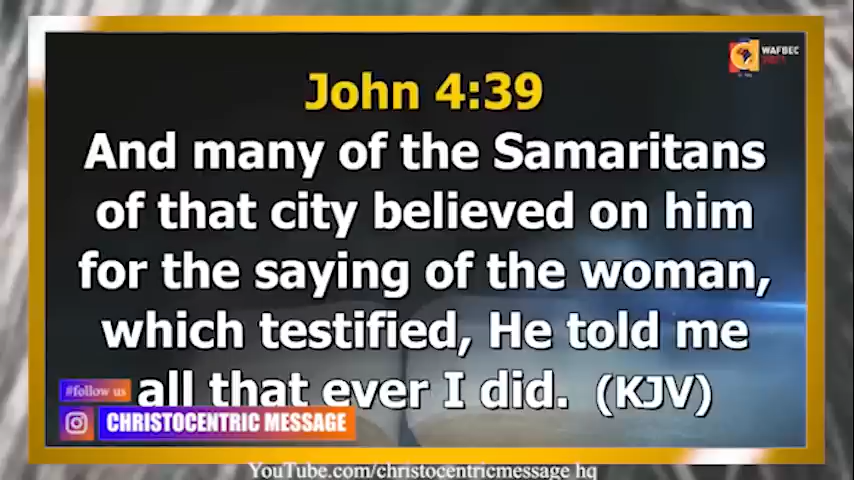 WAFBEC
2021
John 4:39
And many of the Samaritans
of that city believed on him
for the saying of the woman,
which testified, He told me
all that ever I did. (KJV)
#follow us
CHRISTOCENTRIC MESSAGE
YouTube.com/christocentricmessage hq